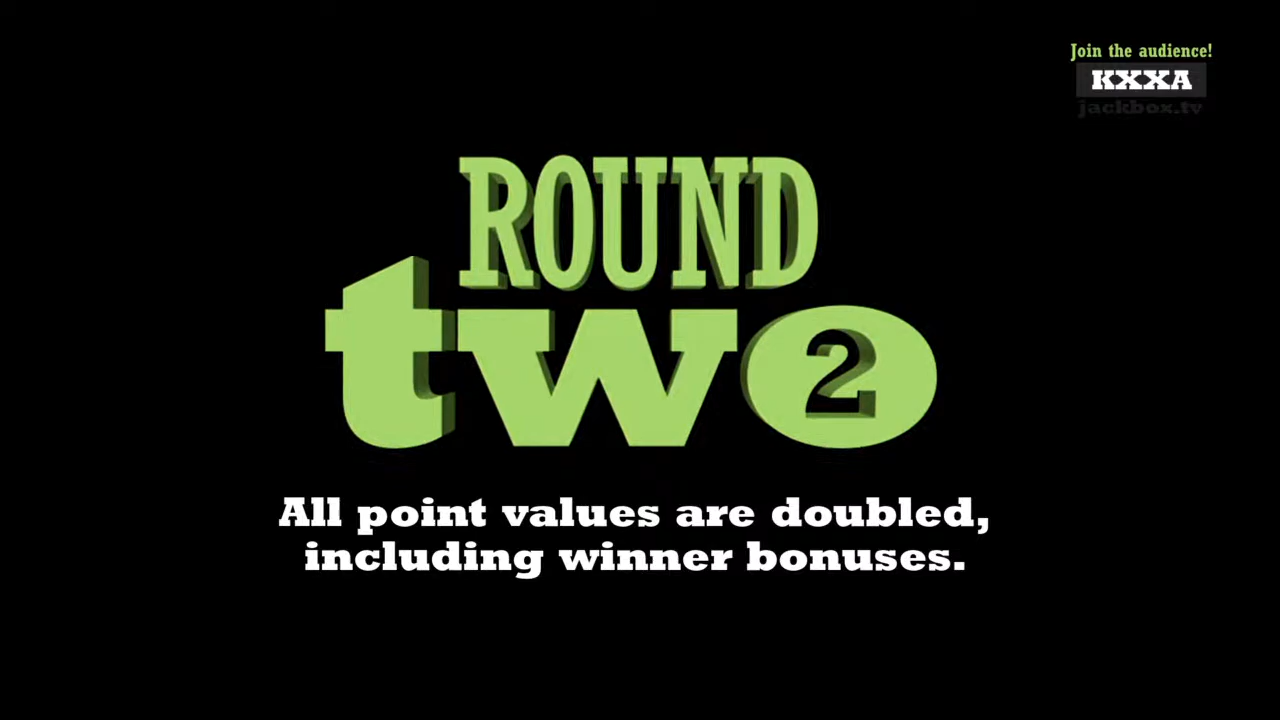 Join the audience!
KXXA
jackbox.tv
ROUND
two
2
All point values are doubled,
including winner bonuses.